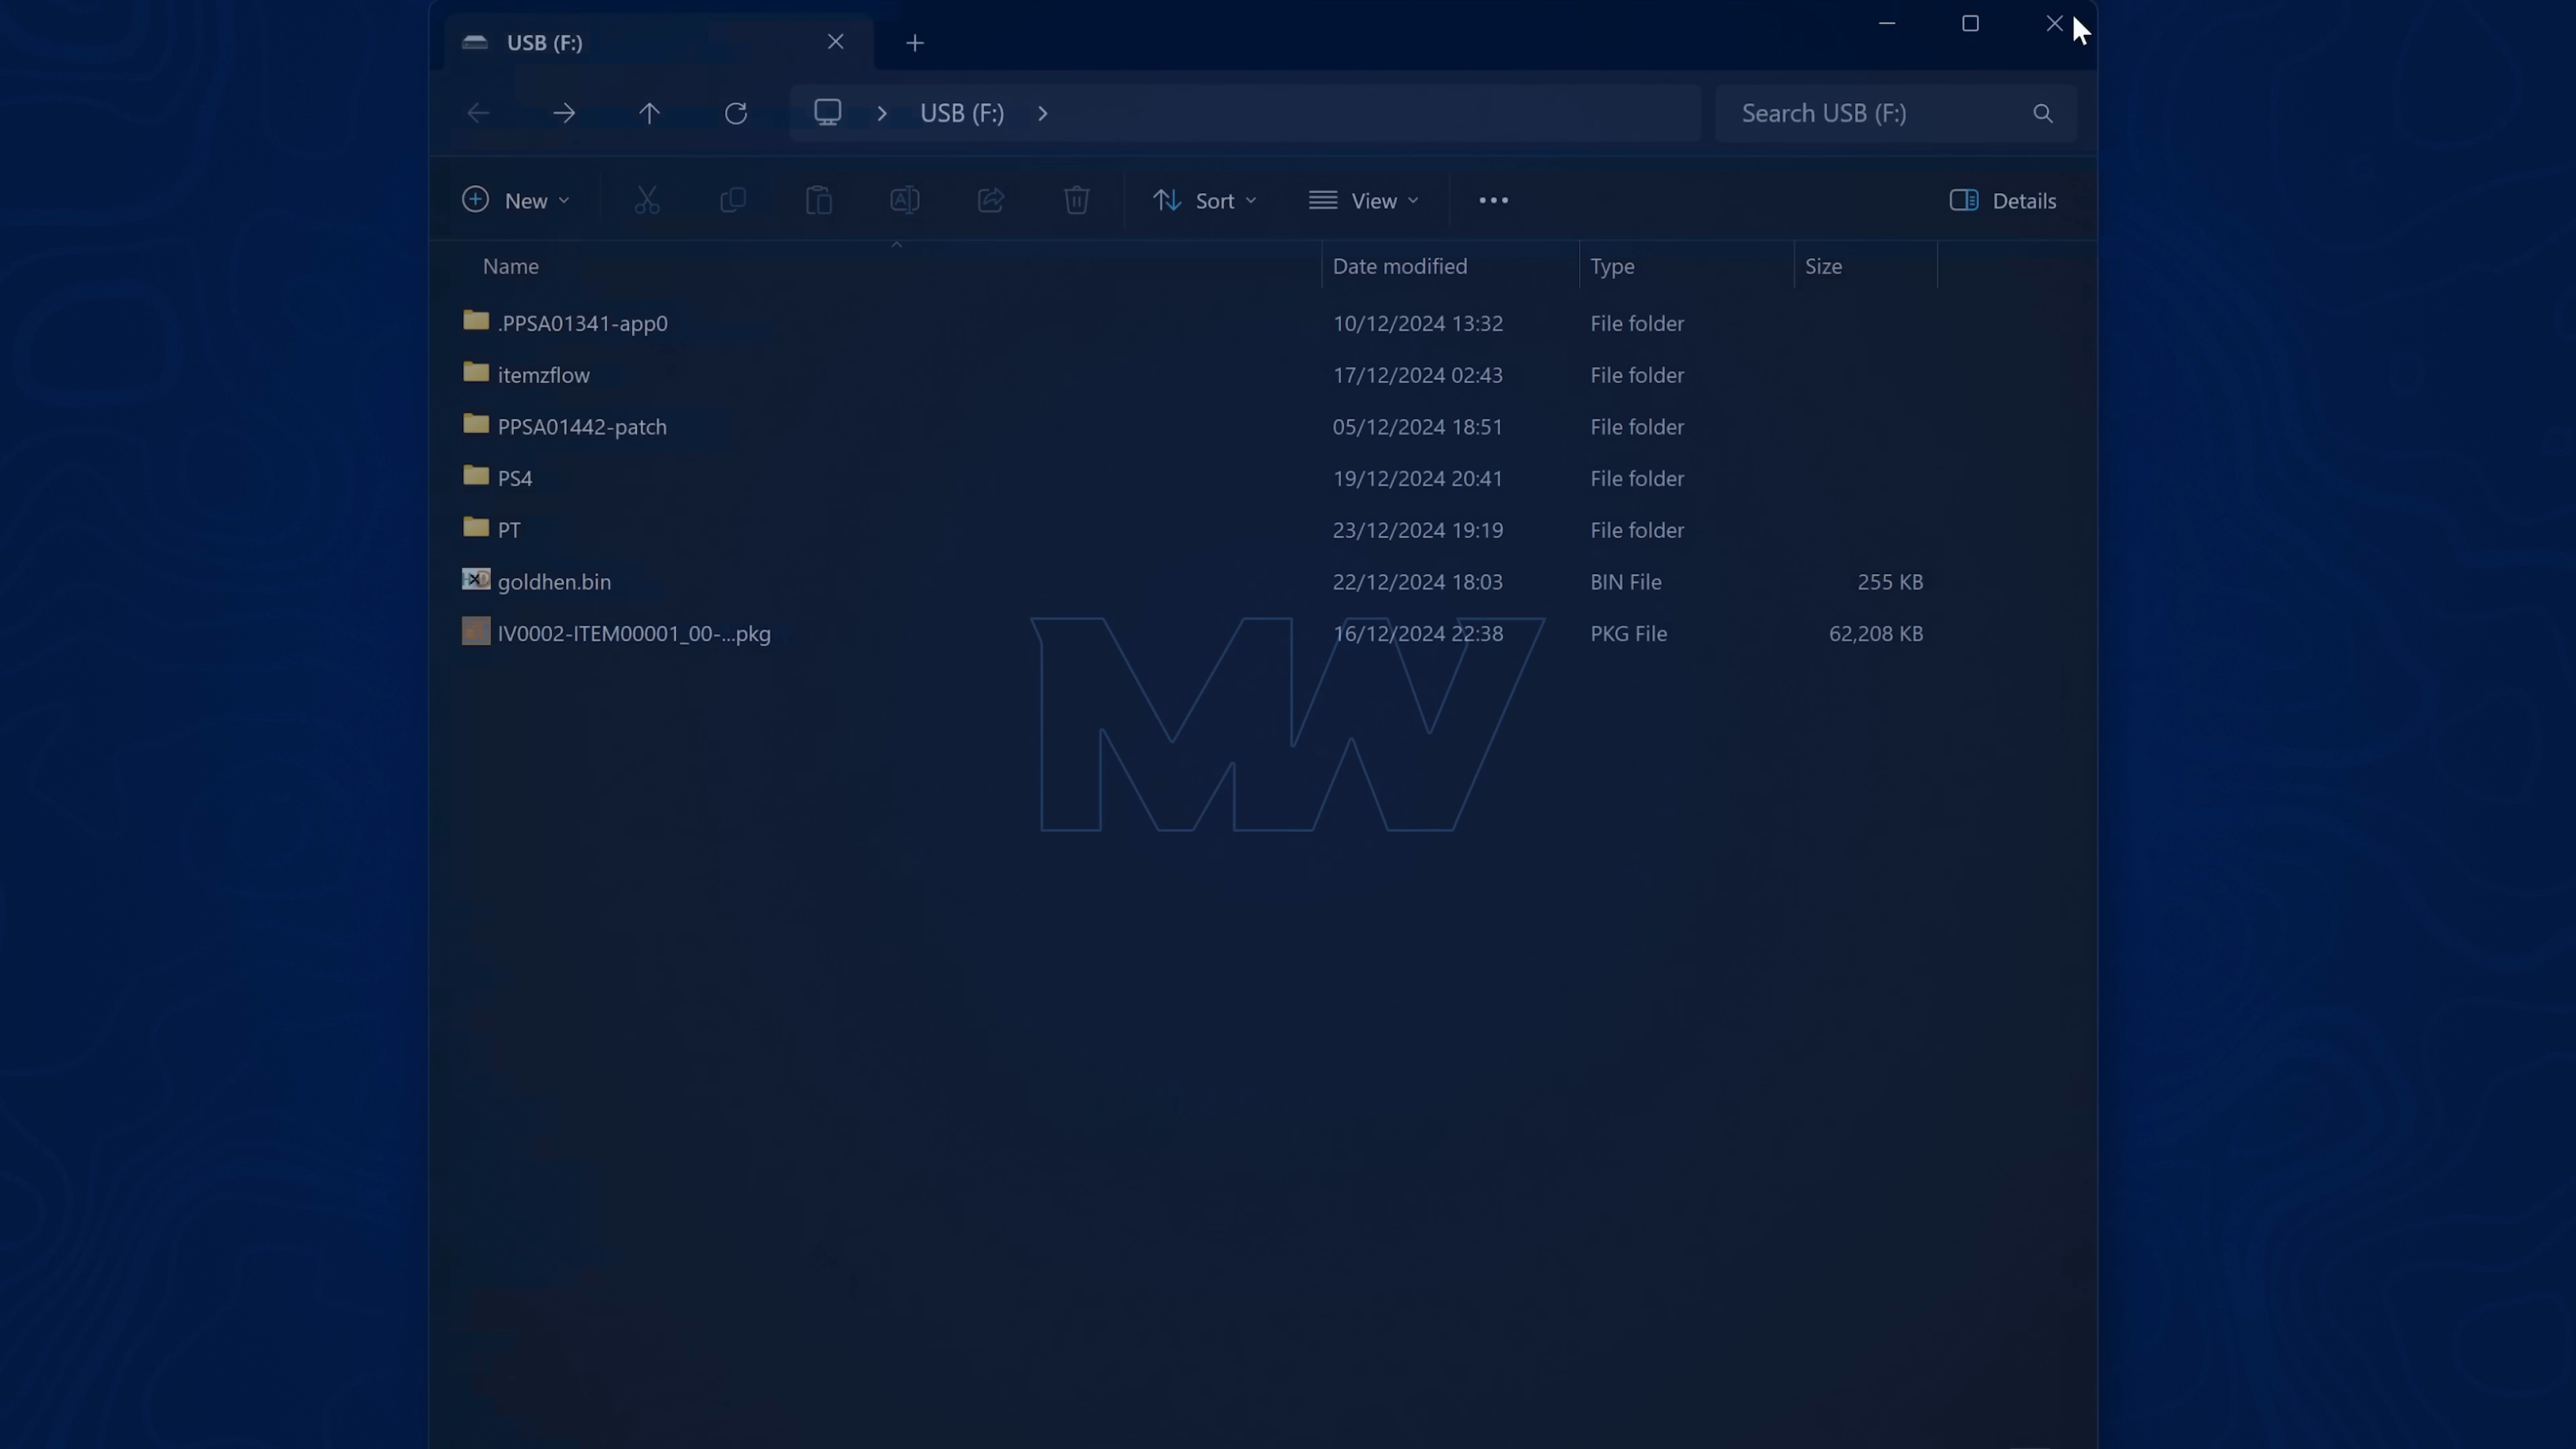 USB (F:)
USB (F:)
Search USB (F:)
New
Sort
View
Details
Name Date modified Type Size
.PPSA01341-app0 10/12/2024 13:32 File folder
itemzflow 17/12/2024 02:43 File folder
PPSA01442-patch 05/12/2024 18:51 File folder
PS4 19/12/2024 20:41 File folder
PT 23/12/2024 19:19 File folder
goldhen.bin 22/12/2024 18:03 BIN File 255 KB
IV0002-ITEM00001_00-...pkg 16/12/2024 22:38 PKG File 62,208 KB
MW